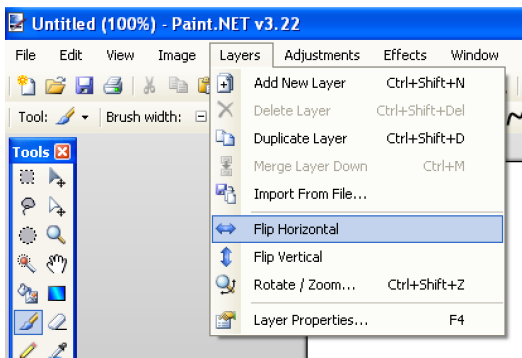 Untitled (100%) - Paint.NET v3.22
File Edit View Image Layers Adjustments Effects Window
Add New Layer Ctrl+Shift+N
Tool: Brush width: Delete Layer Ctrl+Shift+Del
Duplicate Layer Ctrl+Shift+D
Tools
Merge Layer Down Ctrl+M
Import From File...
Flip Horizontal
Flip Vertical
Rotate / Zoom... Ctrl+Shift+Z
Layer Properties... F4